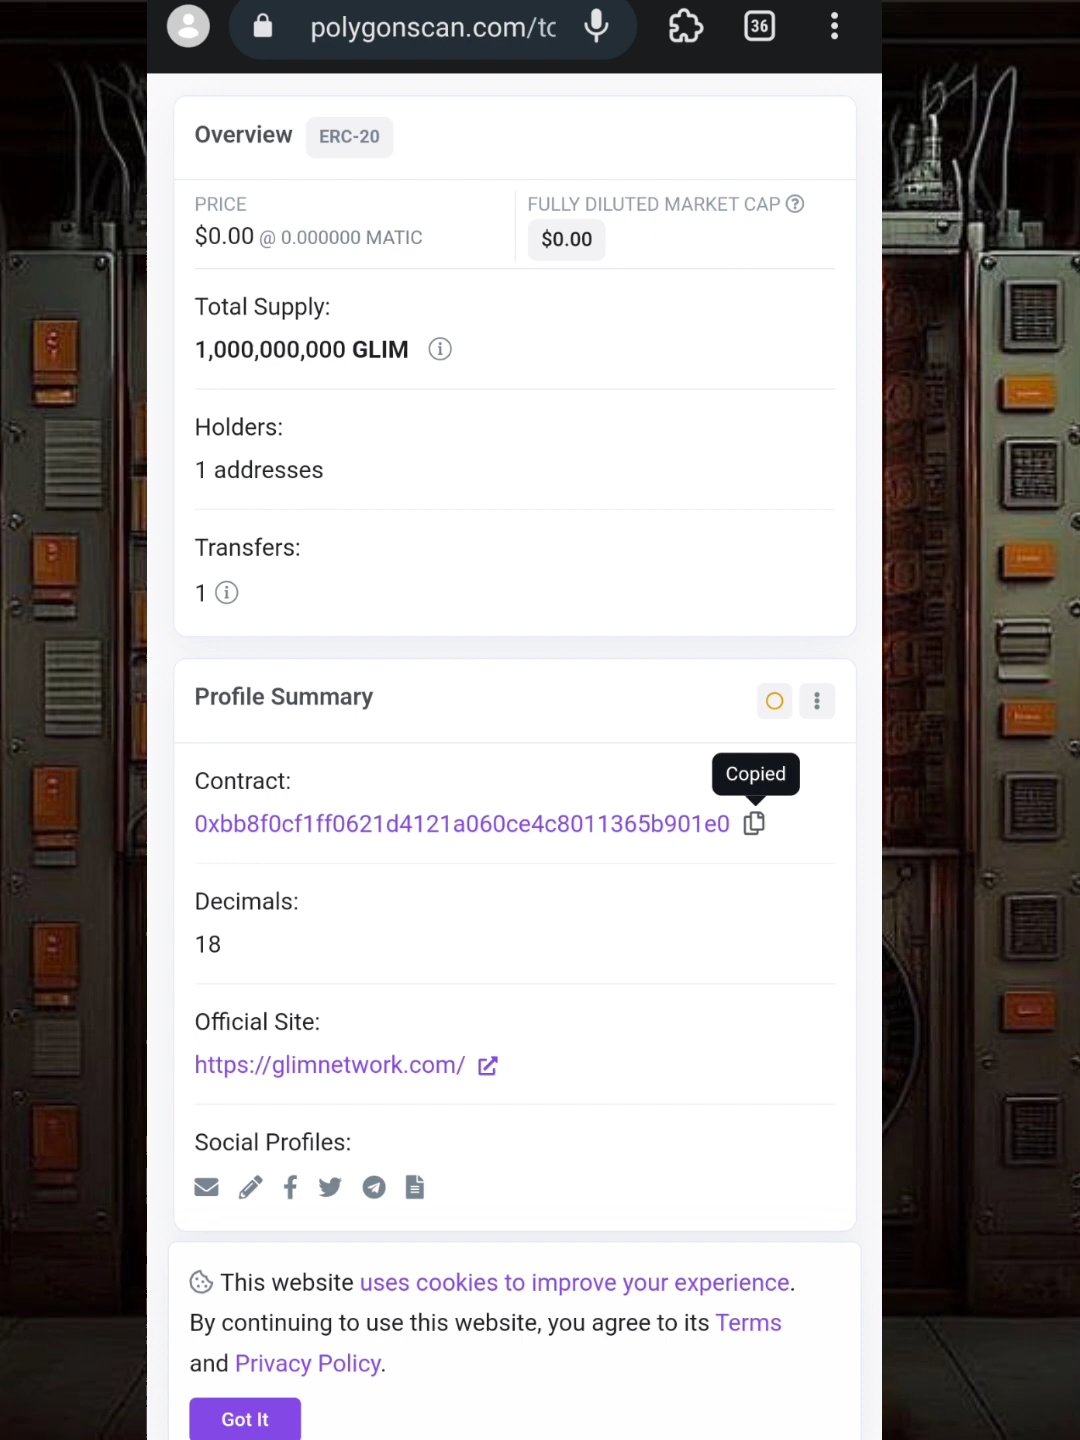 polygonscan.com/tc
36
Overview ERC-20
PRICE
$0.00 @ 0.000000 MATIC
FULLY DILUTED MARKET CAP
$0.00
Total Supply:
1,000,000,000 GLIM
Holders:
1 addresses
Transfers:
1
Profile Summary
Copied
Contract:
0xbb8f0cf1ff0621d4121a060ce4c8011365b901e0
Decimals:
18
Official Site:
https://glimnetwork.com/
Social Profiles:
This website uses cookies to improve your experience.
By continuing to use this website, you agree to its Terms
and Privacy Policy.
Got It